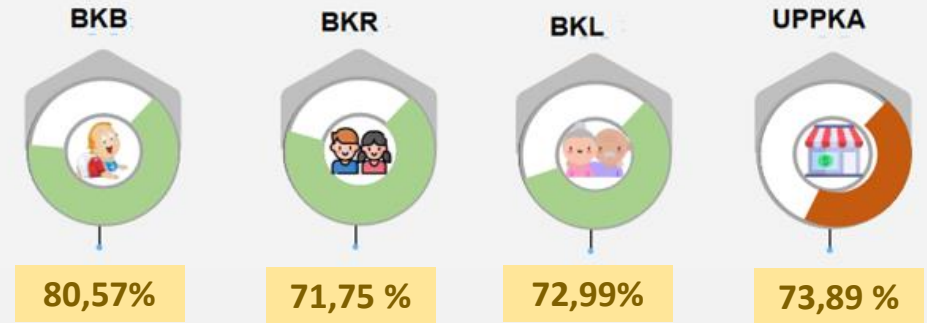 BKB
BKR
BKL
UPPKA
80,57%
71,75 %
72,99%
73,89 %